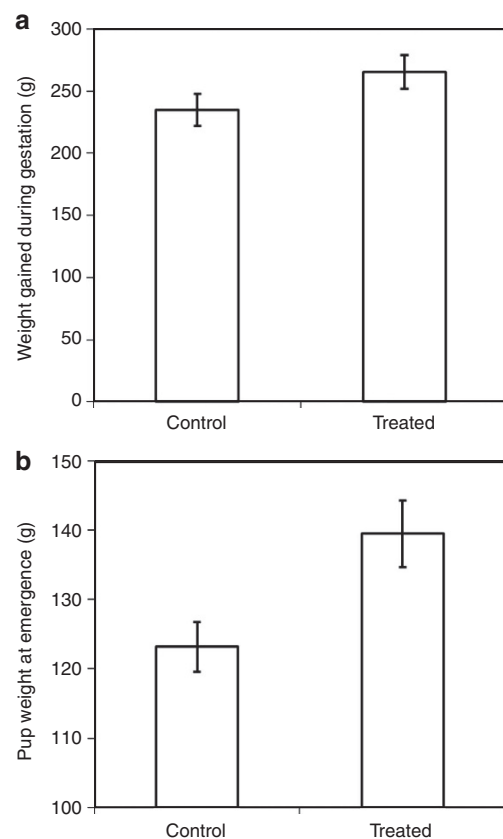 a
Weight gained during gestation (g)
300
250
200
150
100
50
0
Control Treated
b
Pup weight at emergence (g)
150
140
130
120
110
100
Control Treated